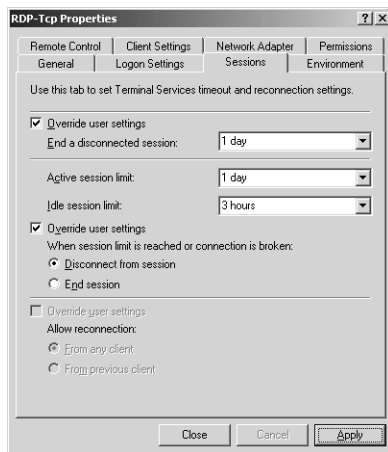 RDP-Tcp Properties
Remote Control Client Settings Network Adapter Permissions
General Logon Settings Sessions Environment
Use this tab to set Terminal Services timeout and reconnection settings.
Override user settings
End a disconnected session: 1 day
Active session limit: 1 day
Idle session limit: 3 hours
Override user settings
When session limit is reached or connection is broken:
Disconnect from session
End session
Override user settings
Allow reconnection:
From any client
From previous client
Close Cancel Apply